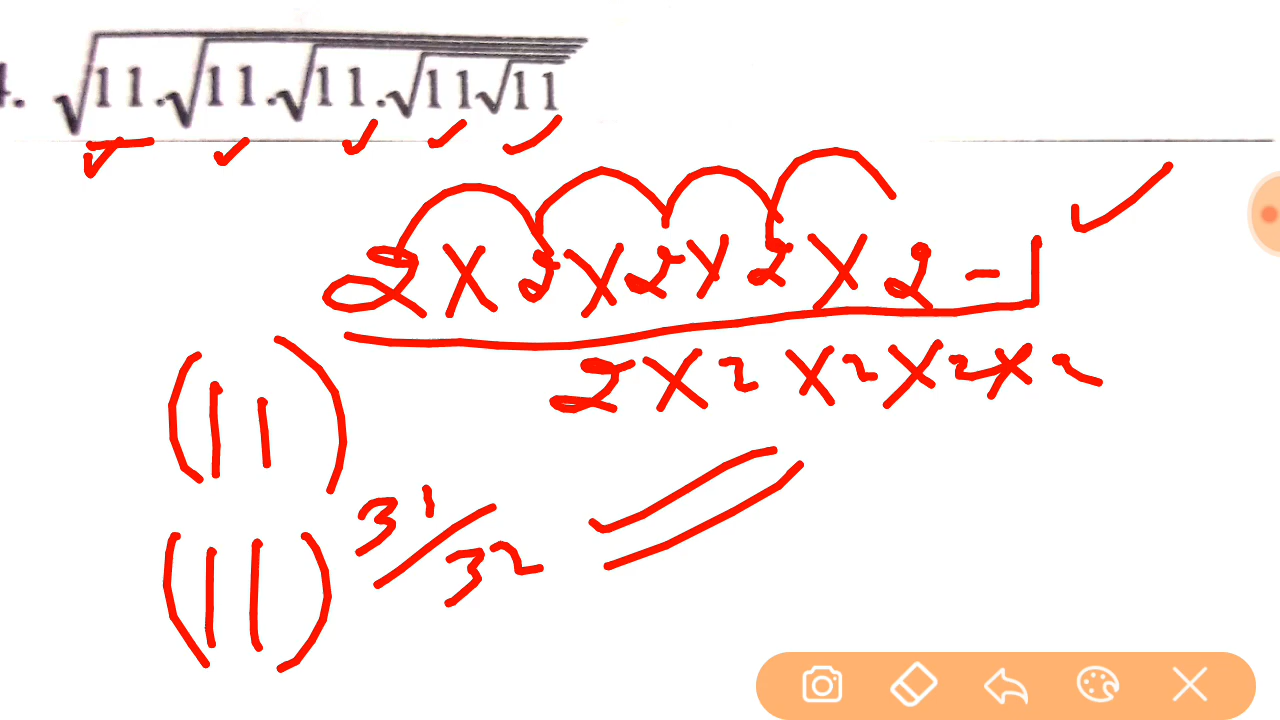 4. √11.√11.√11.√11√11
2 X 2 X 2 X 2 X 2 - 1
2 X 2 X 2 X 2 X 2
(11)
(11) 31/32